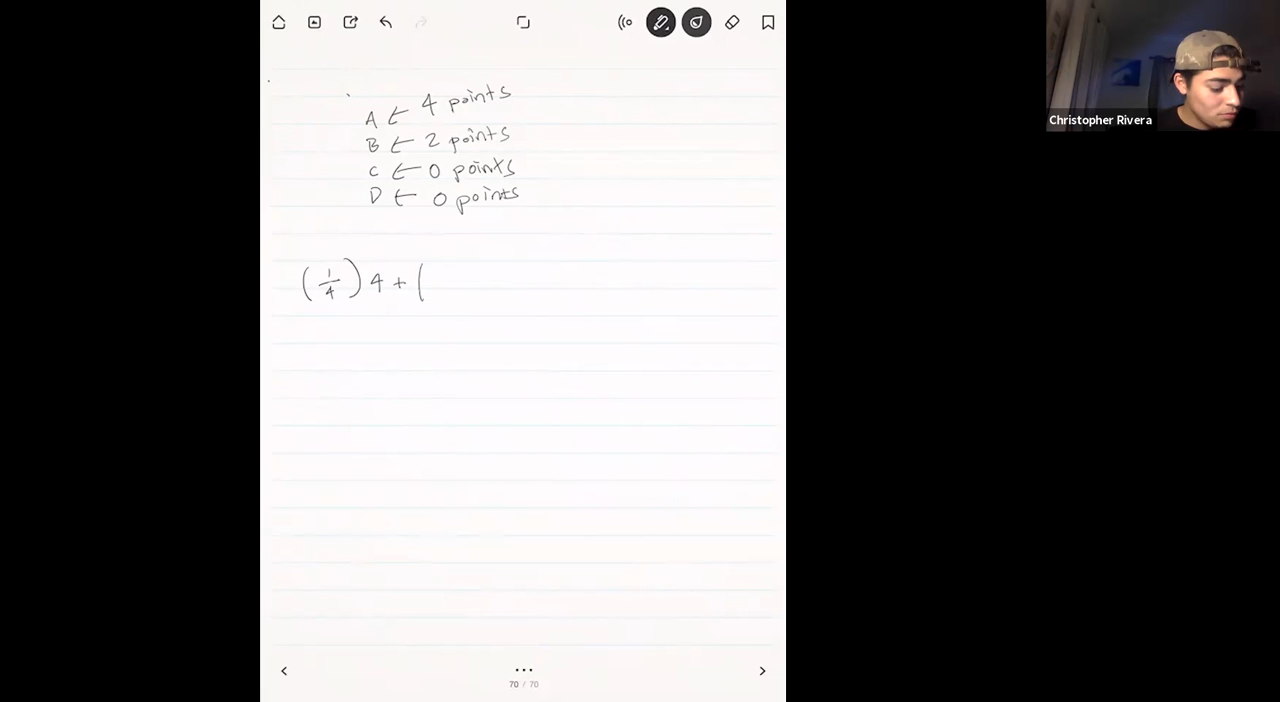 Christopher Rivera
A ← 4 points
B ← 2 points
C ← 0 points
D ← 0 points
(1/4) 4 + (
70 / 70